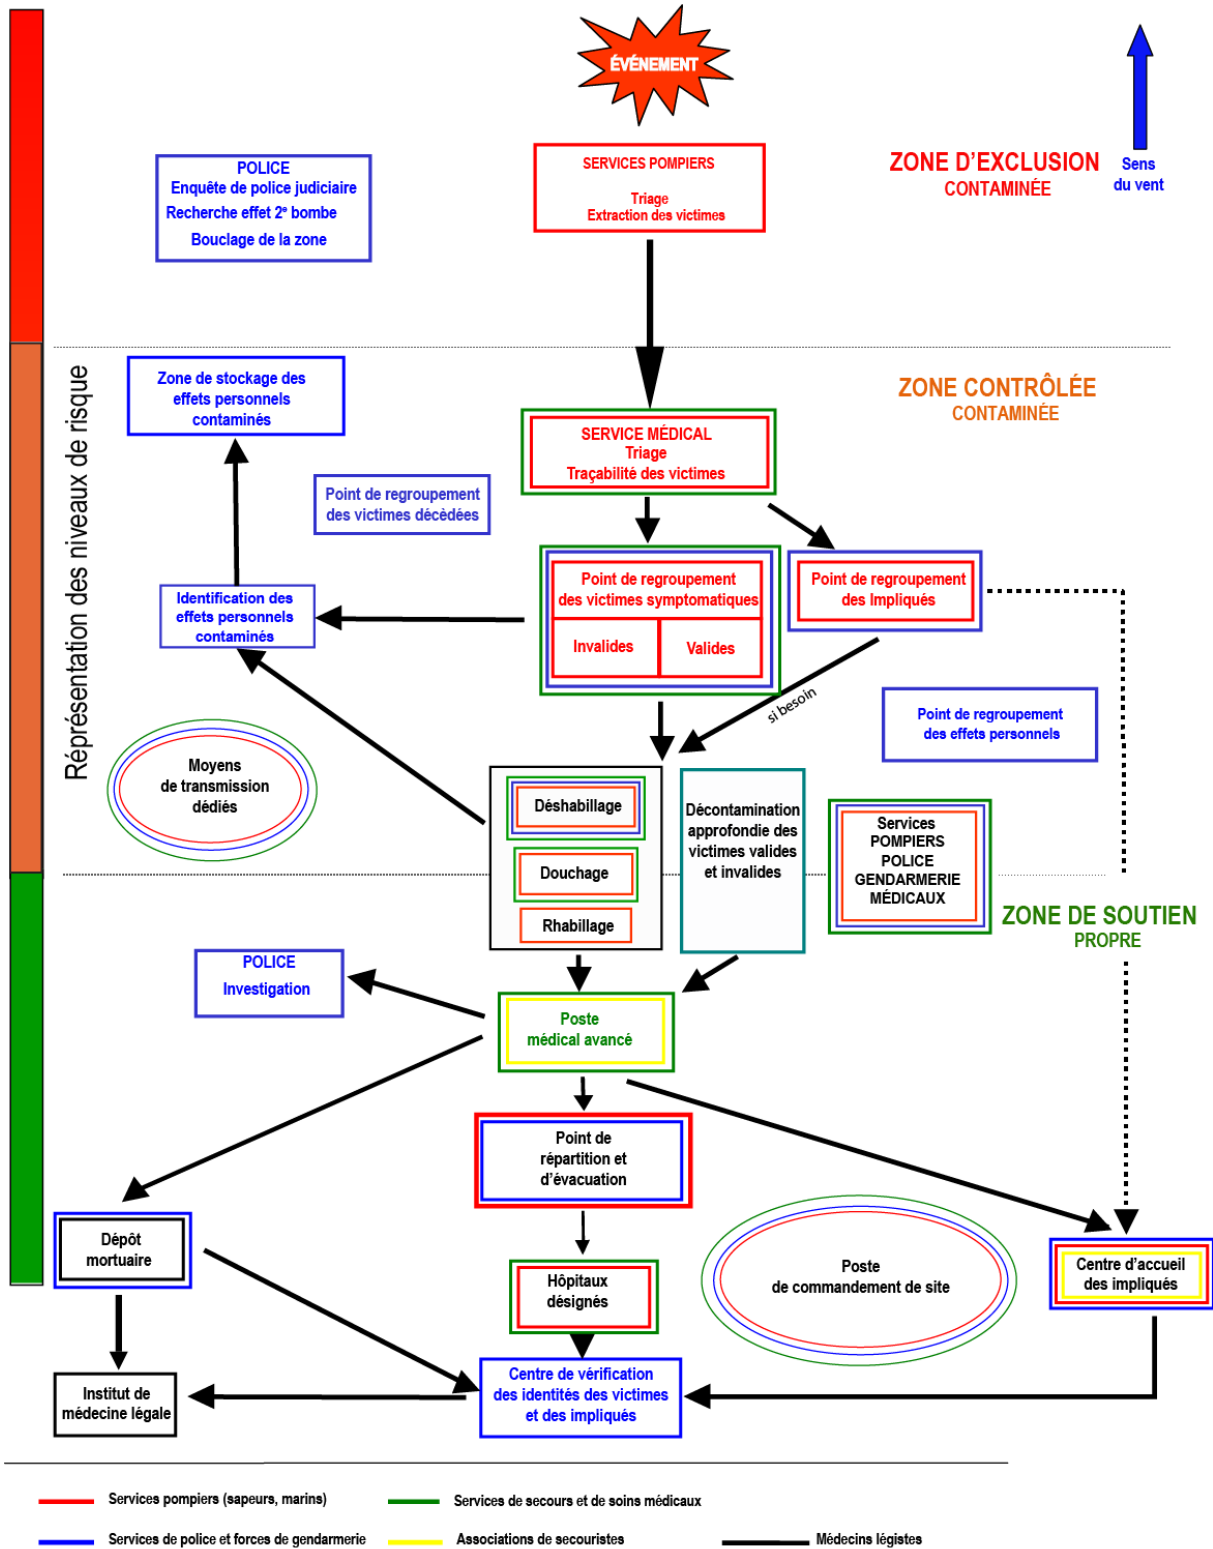 ÉVÉNEMENT
POLICE
Enquête de police judiciaire
Recherche effet 2e bombe
Bouclage de la zone
SERVICES POMPIERS
Triage
Extraction des victimes
ZONE D'EXCLUSION
CONTAMINÉE
Sens
du vent
Réprésentation des niveaux de risque
Zone de stockage des
effets personnels
contaminés
ZONE CONTRÔLÉE
CONTAMINÉE
SERVICE MÉDICAL
Triage
Traçabilité des victimes
Point de regroupement
des victimes décèdées
Point de regroupement
des victimes symptomatiques
Invalides
Valides
Point de regroupement
des Impliqués
Identification des
effets personnels
contaminés
si besoin
Point de regroupement
des effets personnels
Moyens
de transmission
dédiés
Déshabillage
Douchage
Rhabillage
Décontamination
approfondie des
victimes valides
et invalides
Services
POMPIERS
POLICE
GENDARMERIE
MÉDICAUX
ZONE DE SOUTIEN
PROPRE
POLICE
Investigation
Poste
médical avancé
Point de
répartition et
d'évacuation
Dépôt
mortuaire
Hôpitaux
désignés
Poste
de commandement de site
Centre d'accueil
des impliqués
Institut de
médecine légale
Centre de vérification
des identités des victimes
et des impliqués
Services pompiers (sapeurs, marins)
Services de secours et de soins médicaux
Services de police et forces de gendarmerie
Associations de secouristes
Médecins légistes